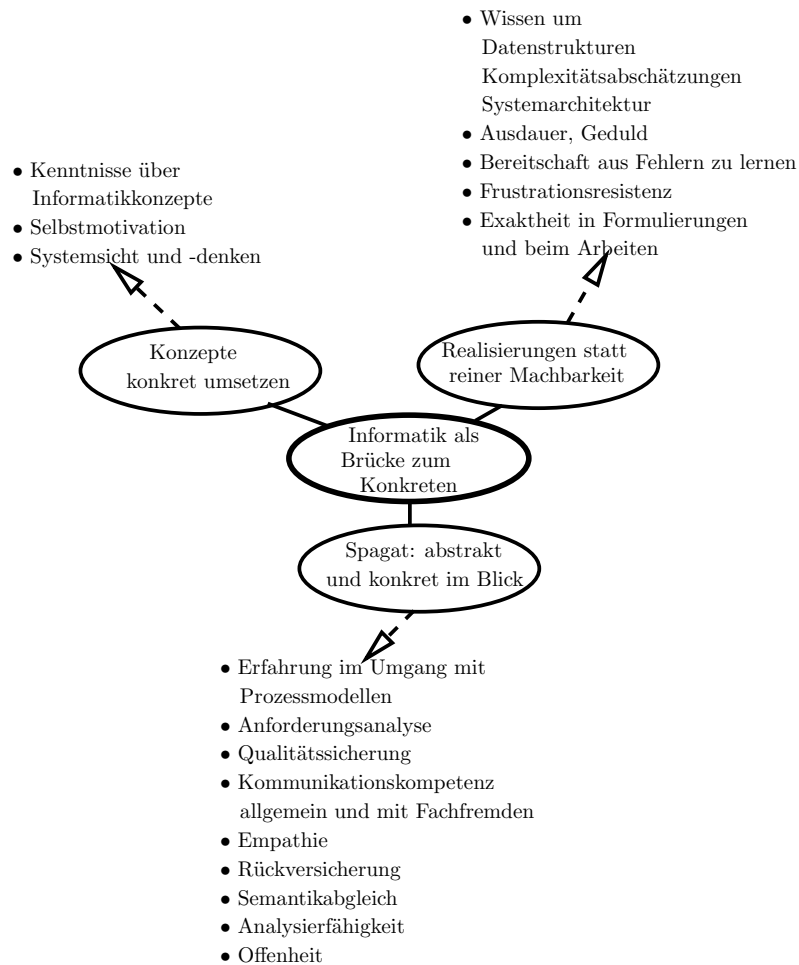 • Wissen um
Datenstrukturen
Komplexitätsabschätzungen
Systemarchitektur
• Ausdauer, Geduld
• Bereitschaft aus Fehlern zu lernen
• Frustrationsresistenz
• Exaktheit in Formulierungen
und beim Arbeiten
• Kenntnisse über
Informatikkonzepte
• Selbstmotivation
• Systemsicht und -denken
Konzepte
konkret umsetzen
Realisierungen statt
reiner Machbarkeit
Informatik als
Brücke zum
Konkreten
Spagat: abstrakt
und konkret im Blick
• Erfahrung im Umgang mit
Prozessmodellen
• Anforderungsanalyse
• Qualitätssicherung
• Kommunikationskompetenz
allgemein und mit Fachfremden
• Empathie
• Rückversicherung
• Semantikabgleich
• Analysierfähigkeit
• Offenheit